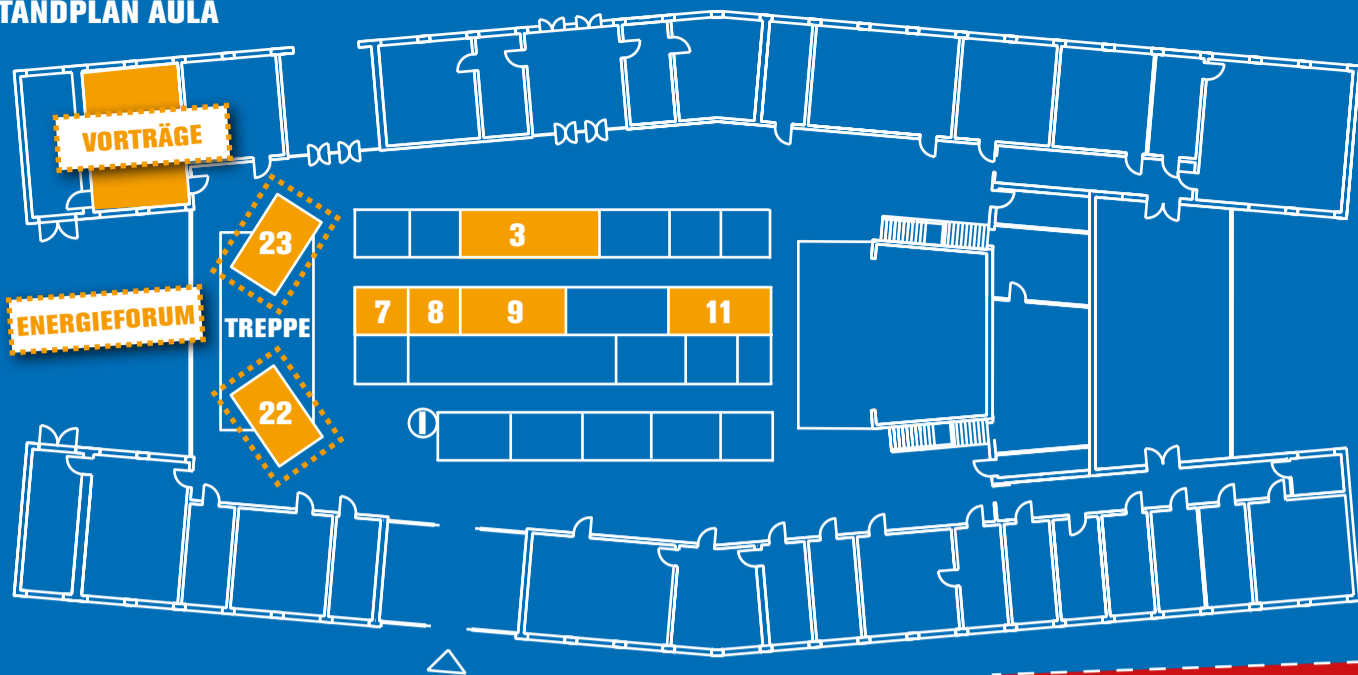 TANDPLAN AULA
VORTRÄGE
23
3
ENERGIEFORUM
TREPPE
7
8
9
11
22